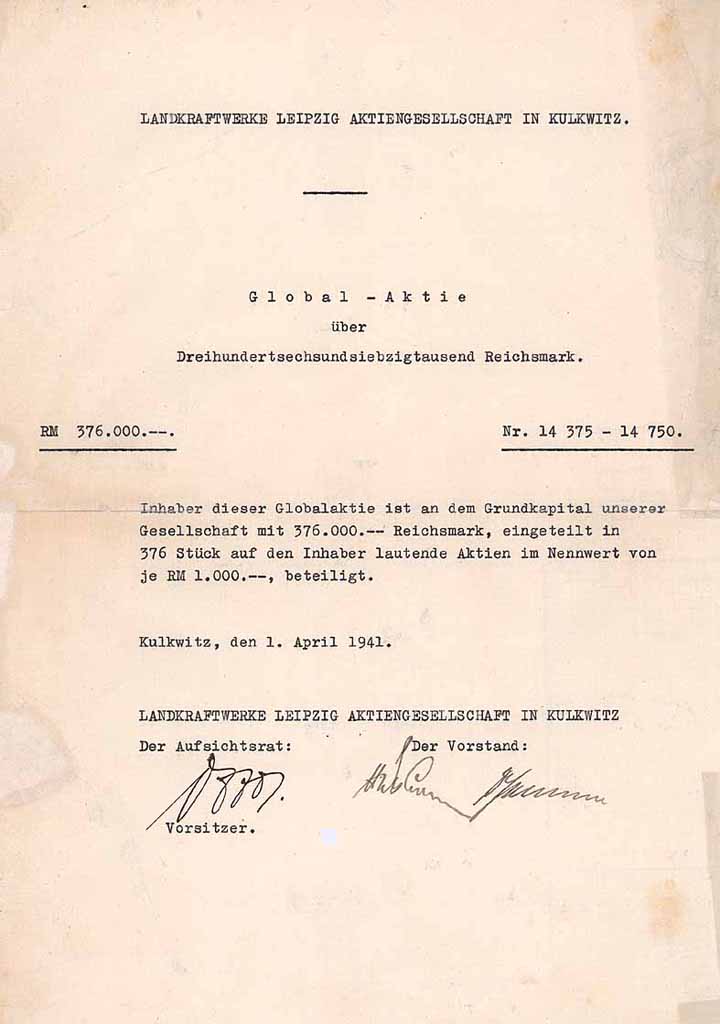 LANDKRAFTWERKE LEIPZIG AKTIENGESELLSCHAFT IN KULKWITZ.
Global - Aktie
über
Dreihundertsechsundsiebzigtausend Reichsmark.
RM 376.000.--. Nr. 14 375 - 14 750.
Inhaber dieser Globalaktie ist an dem Grundkapital unserer
Gesellschaft mit 376.000.-- Reichsmark, eingeteilt in
376 Stück auf den Inhaber lautende Aktien im Nennwert von
je RM 1.000.--, beteiligt.
Kulkwitz, den 1. April 1941.
LANDKRAFTWERKE LEIPZIG AKTIENGESELLSCHAFT IN KULKWITZ
Der Aufsichtsrat: Der Vorstand:
Vorsitzer.